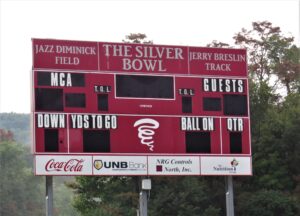 JAZZ DIMINICK
FIELD
THE SILVER
BOWL
JERRY BRESLIN
TRACK
MCA
T.O.L.
T.O.L.
GUESTS
DOWN
YDS TO GO
BALL ON
QTR
Coca-Cola
UNB Bank
NRG Controls
North, Inc.
Nutrition